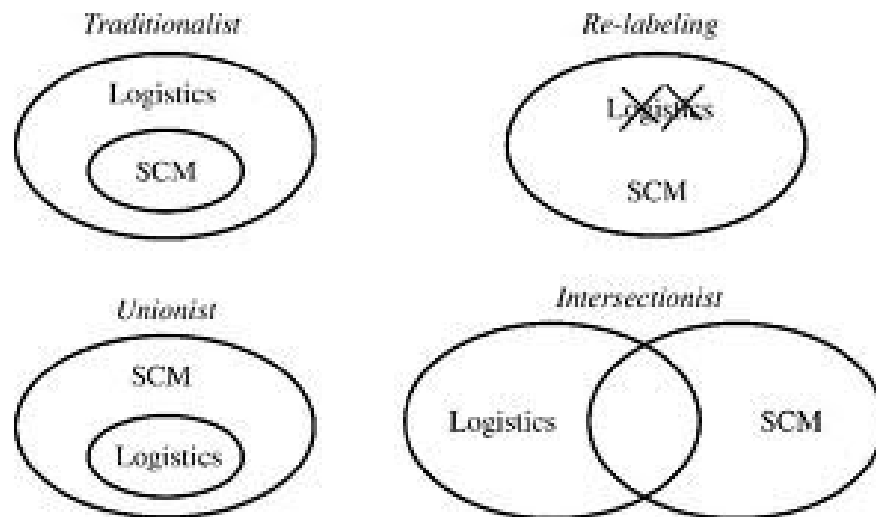 Traditionalist
Logistics
SCM
Re-labeling
Logistics
SCM
Unionist
SCM
Logistics
Intersectionist
Logistics
SCM